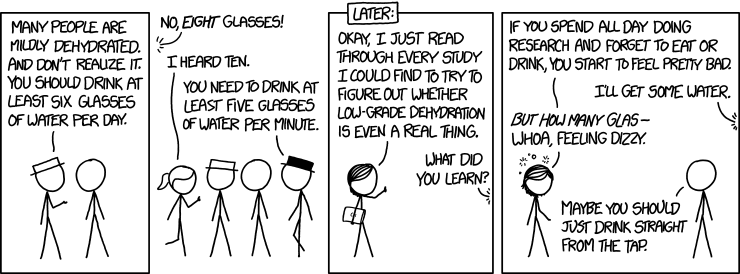 MANY PEOPLE ARE
MILDLY DEHYDRATED.
AND DON'T REALIZE IT.
YOU SHOULD DRINK AT
LEAST SIX GLASSES
OF WATER PER DAY.
NO, EIGHT GLASSES!
I HEARD TEN.
YOU NEED TO DRINK AT
LEAST FIVE GLASSES
OF WATER PER MINUTE.
LATER:
OKAY, I JUST READ
THROUGH EVERY STUDY
I COULD FIND TO TRY TO
FIGURE OUT WHETHER
LOW-GRADE DEHYDRATION
IS EVEN A REAL THING.
WHAT DID
YOU LEARN?
IF YOU SPEND ALL DAY DOING
RESEARCH AND FORGET TO EAT OR
DRINK, YOU START TO FEEL PRETTY BAD.
I'LL GET SOME WATER.
BUT HOW MANY GLAS—
WHOA, FEELING DIZZY.
MAYBE YOU SHOULD
JUST DRINK STRAIGHT
FROM THE TAP.